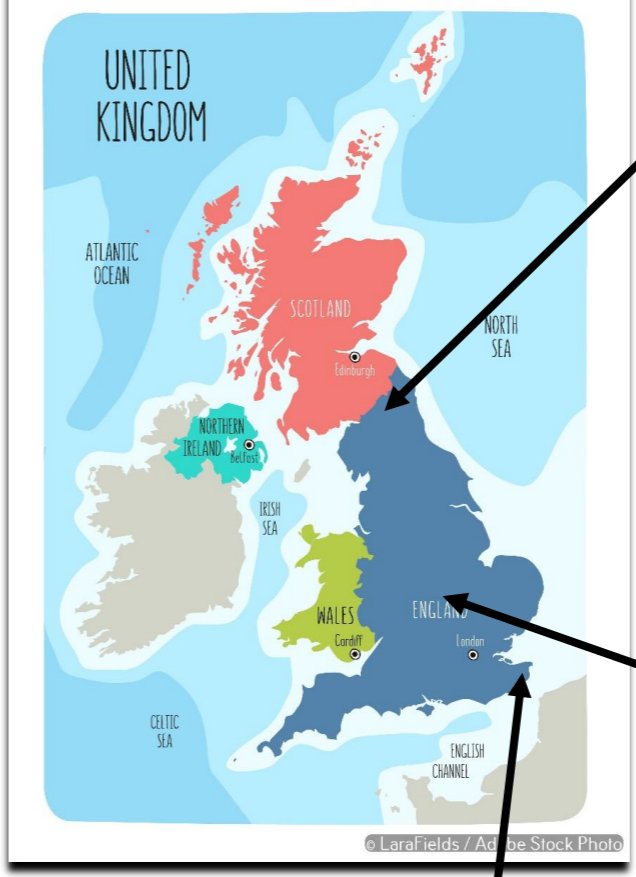 UNITED
KINGDOM
ATLANTIC
OCEAN
SCOTLAND
NORTH
SEA
Edinburgh
NORTHERN
IRELAND
Belfast
IRISH
SEA
WALES
ENGLAND
Cardiff
London
CELTIC
SEA
ENGLISH
CHANNEL
© LaraFields / Adobe Stock Photo